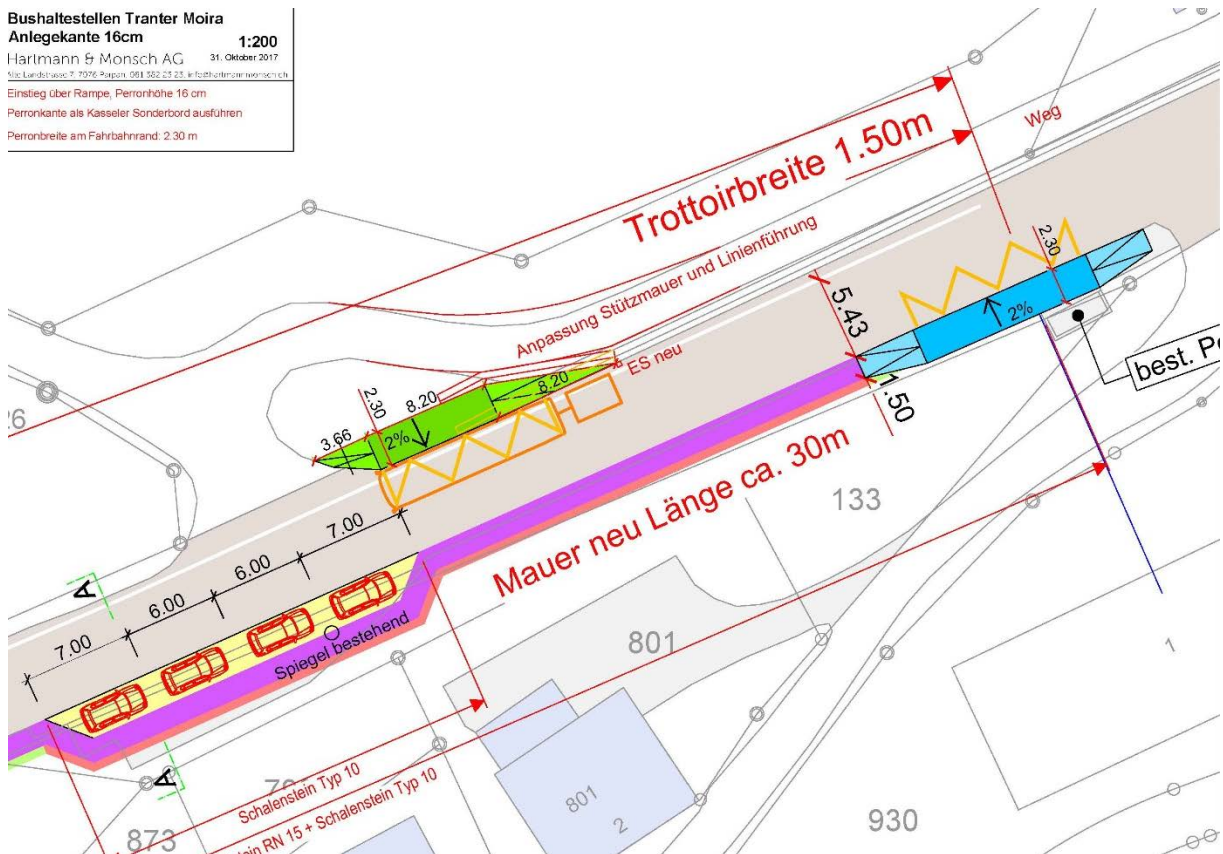 Bushaltestellen Tranter Moira
Anlegekante 16cm
1:200
Hartmann & Monsch AG
31. Oktober 2017
Einstieg über Rampe, Perronhöhe 16 cm
Perronkante als Kasseler Sonderbord ausführen
Perronbreite am Fahrbahnrand: 2.30 m
Trottoirbreite 1.50m
Weg
Anpassung Stützmauer und Linienführung
ES neu
2.30
5.43
2%
best.
1.50
2.30
8.20
8.20
3.66
2%
26
7.00
6.00
6.00
7.00
A
Mauer neu Länge ca. 30m
133
Spiegel bestehend
801
1
A
Schalenstein Typ 10
RN 15 + Schalenstein Typ 10
801
2
873
930